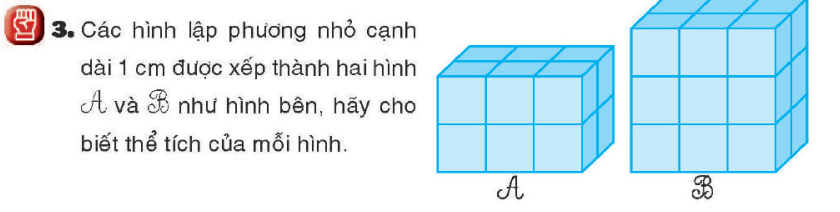 3. Các hình lập phương nhỏ cạnh
dài 1 cm được xếp thành hai hình
A và B như hình bên, hãy cho
biết thể tích của mỗi hình.
A
B